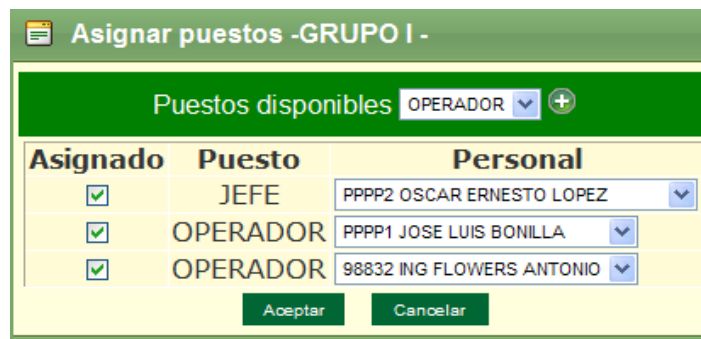 Asignar puestos -GRUPO I -
Puestos disponibles OPERADOR
Asignado Puesto Personal
JEFE PPPP2 OSCAR ERNESTO LOPEZ
OPERADOR PPPP1 JOSE LUIS BONILLA
OPERADOR 98832 ING FLOWERS ANTONIO
Aceptar Cancelar